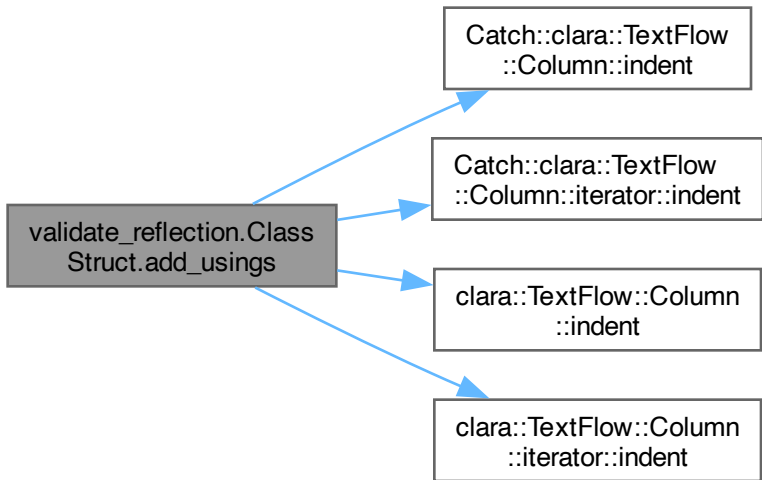 Catch::clara::TextFlow
::Column::indent
Catch::clara::TextFlow
::Column::iterator::indent
validate_reflection.Class
Struct.add_usings
clara::TextFlow::Column
::indent
clara::TextFlow::Column
::iterator::indent